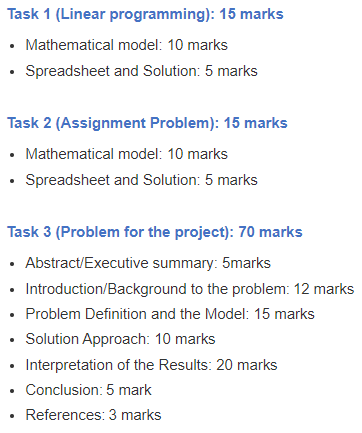 Task 1 (Linear programming): 15 marks
• Mathematical model: 10 marks
• Spreadsheet and Solution: 5 marks
Task 2 (Assignment Problem): 15 marks
• Mathematical model: 10 marks
• Spreadsheet and Solution: 5 marks
Task 3 (Problem for the project): 70 marks
• Abstract/Executive summary: 5marks
• Introduction/Background to the problem: 12 marks
• Problem Definition and the Model: 15 marks
• Solution Approach: 10 marks
• Interpretation of the Results: 20 marks
• Conclusion: 5 mark
• References: 3 marks